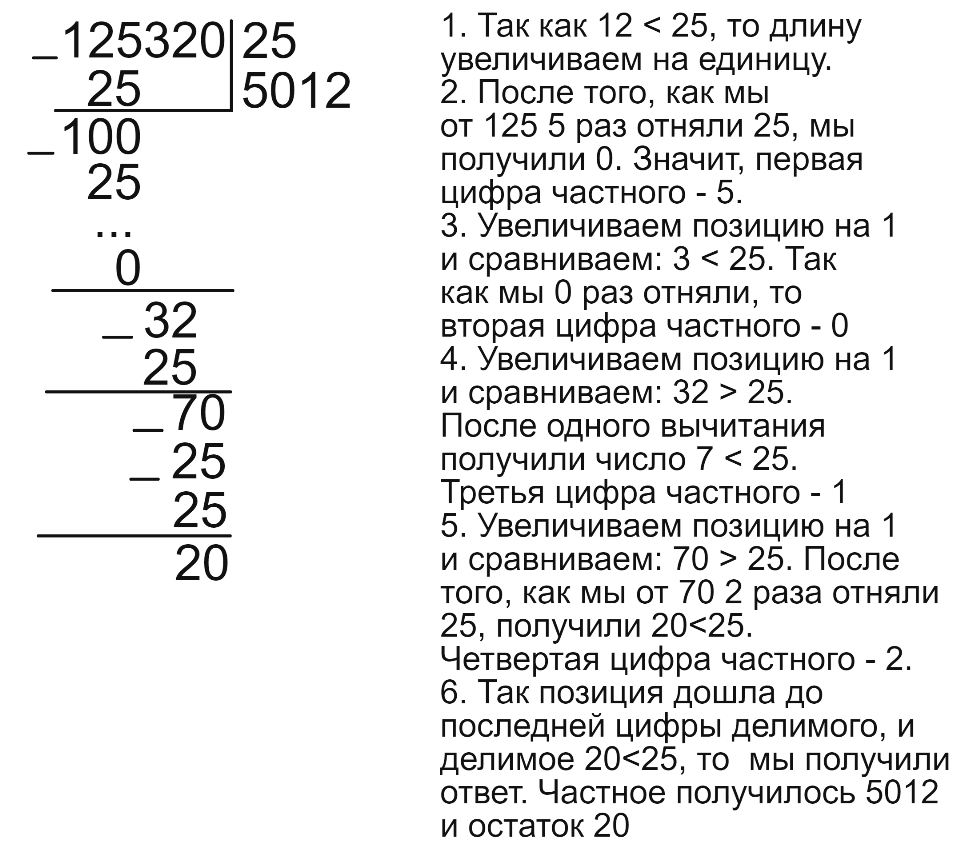 _125320|25
25
5012
_100
25
...
0
_32
25
_70
_25
25
20
1. Так как 12 < 25, то длину
увеличиваем на единицу.
2. После того, как мы
от 125 5 раз отняли 25, мы
получили 0. Значит, первая
цифра частного - 5.
3. Увеличиваем позицию на 1
и сравниваем: 3 < 25. Так
как мы 0 раз отняли, то
вторая цифра частного - 0
4. Увеличиваем позицию на 1
и сравниваем: 32 > 25.
После одного вычитания
получили число 7 < 25.
Третья цифра частного - 1
5. Увеличиваем позицию на 1
и сравниваем: 70 > 25. После
того, как мы от 70 2 раза отняли
25, получили 20<25.
Четвертая цифра частного - 2.
6. Так позиция дошла до
последней цифры делимого, и
делимое 20<25, то  мы получили
ответ. Частное получилось 5012
и остаток 20